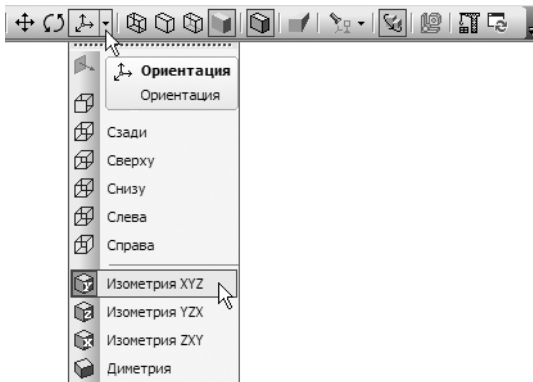 Ориентация
Ориентация
Сзади
Сверху
Снизу
Слева
Справа
Изометрия XYZ
Изометрия YZX
Изометрия ZXY
Диметрия